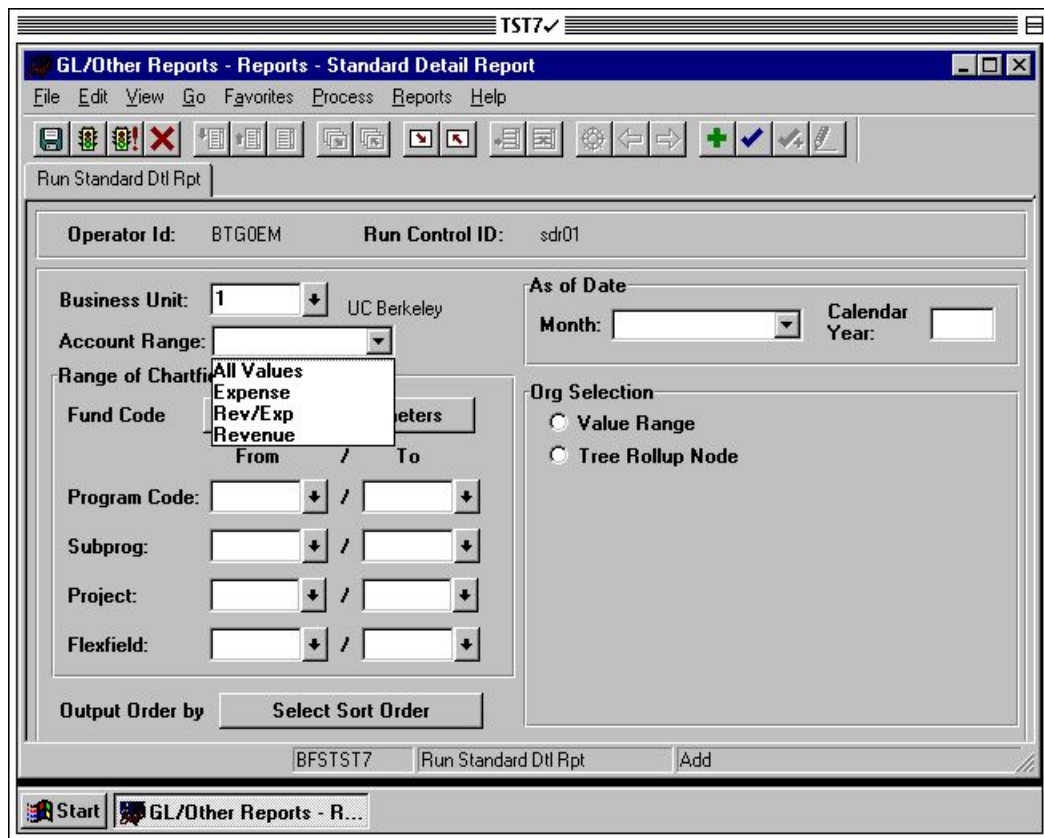 TST7✓
GL/Other Reports - Reports - Standard Detail Report
File Edit View Go Favorites Process Reports Help
Run Standard Dtl Rpt
Operator Id: BTG0EM Run Control ID: sdr01
Business Unit: 1 UC Berkeley
Account Range:
All Values
Expense
Rev/Exp
Revenue
Range of Chartfi
Fund Code eters
From / To
Program Code: /
Subprog: /
Project: /
Flexfield: /
Output Order by Select Sort Order
As of Date
Month: Calendar Year:
Org Selection
Value Range
Tree Rollup Node
BFSTST7 Run Standard Dtl Rpt Add
Start GL/Other Reports - R...